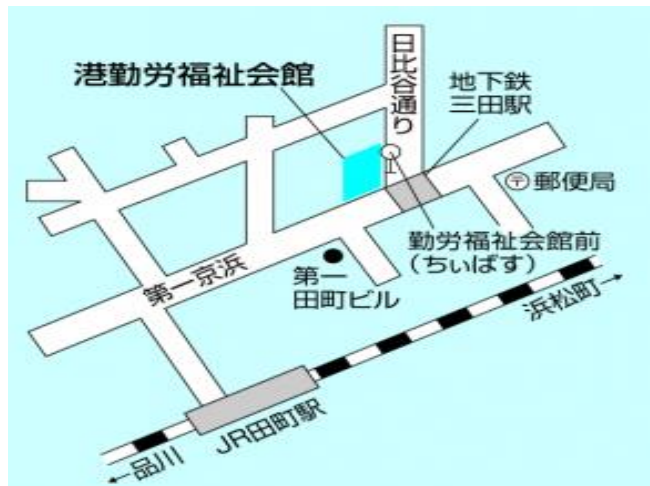 日比谷通り
港勤労福祉会館
地下鉄
三田駅
〒郵便局
勤労福祉会館前
（ちぃばす）
第一
田町ビル
第一京浜
浜松町→
JR田町駅
←品川